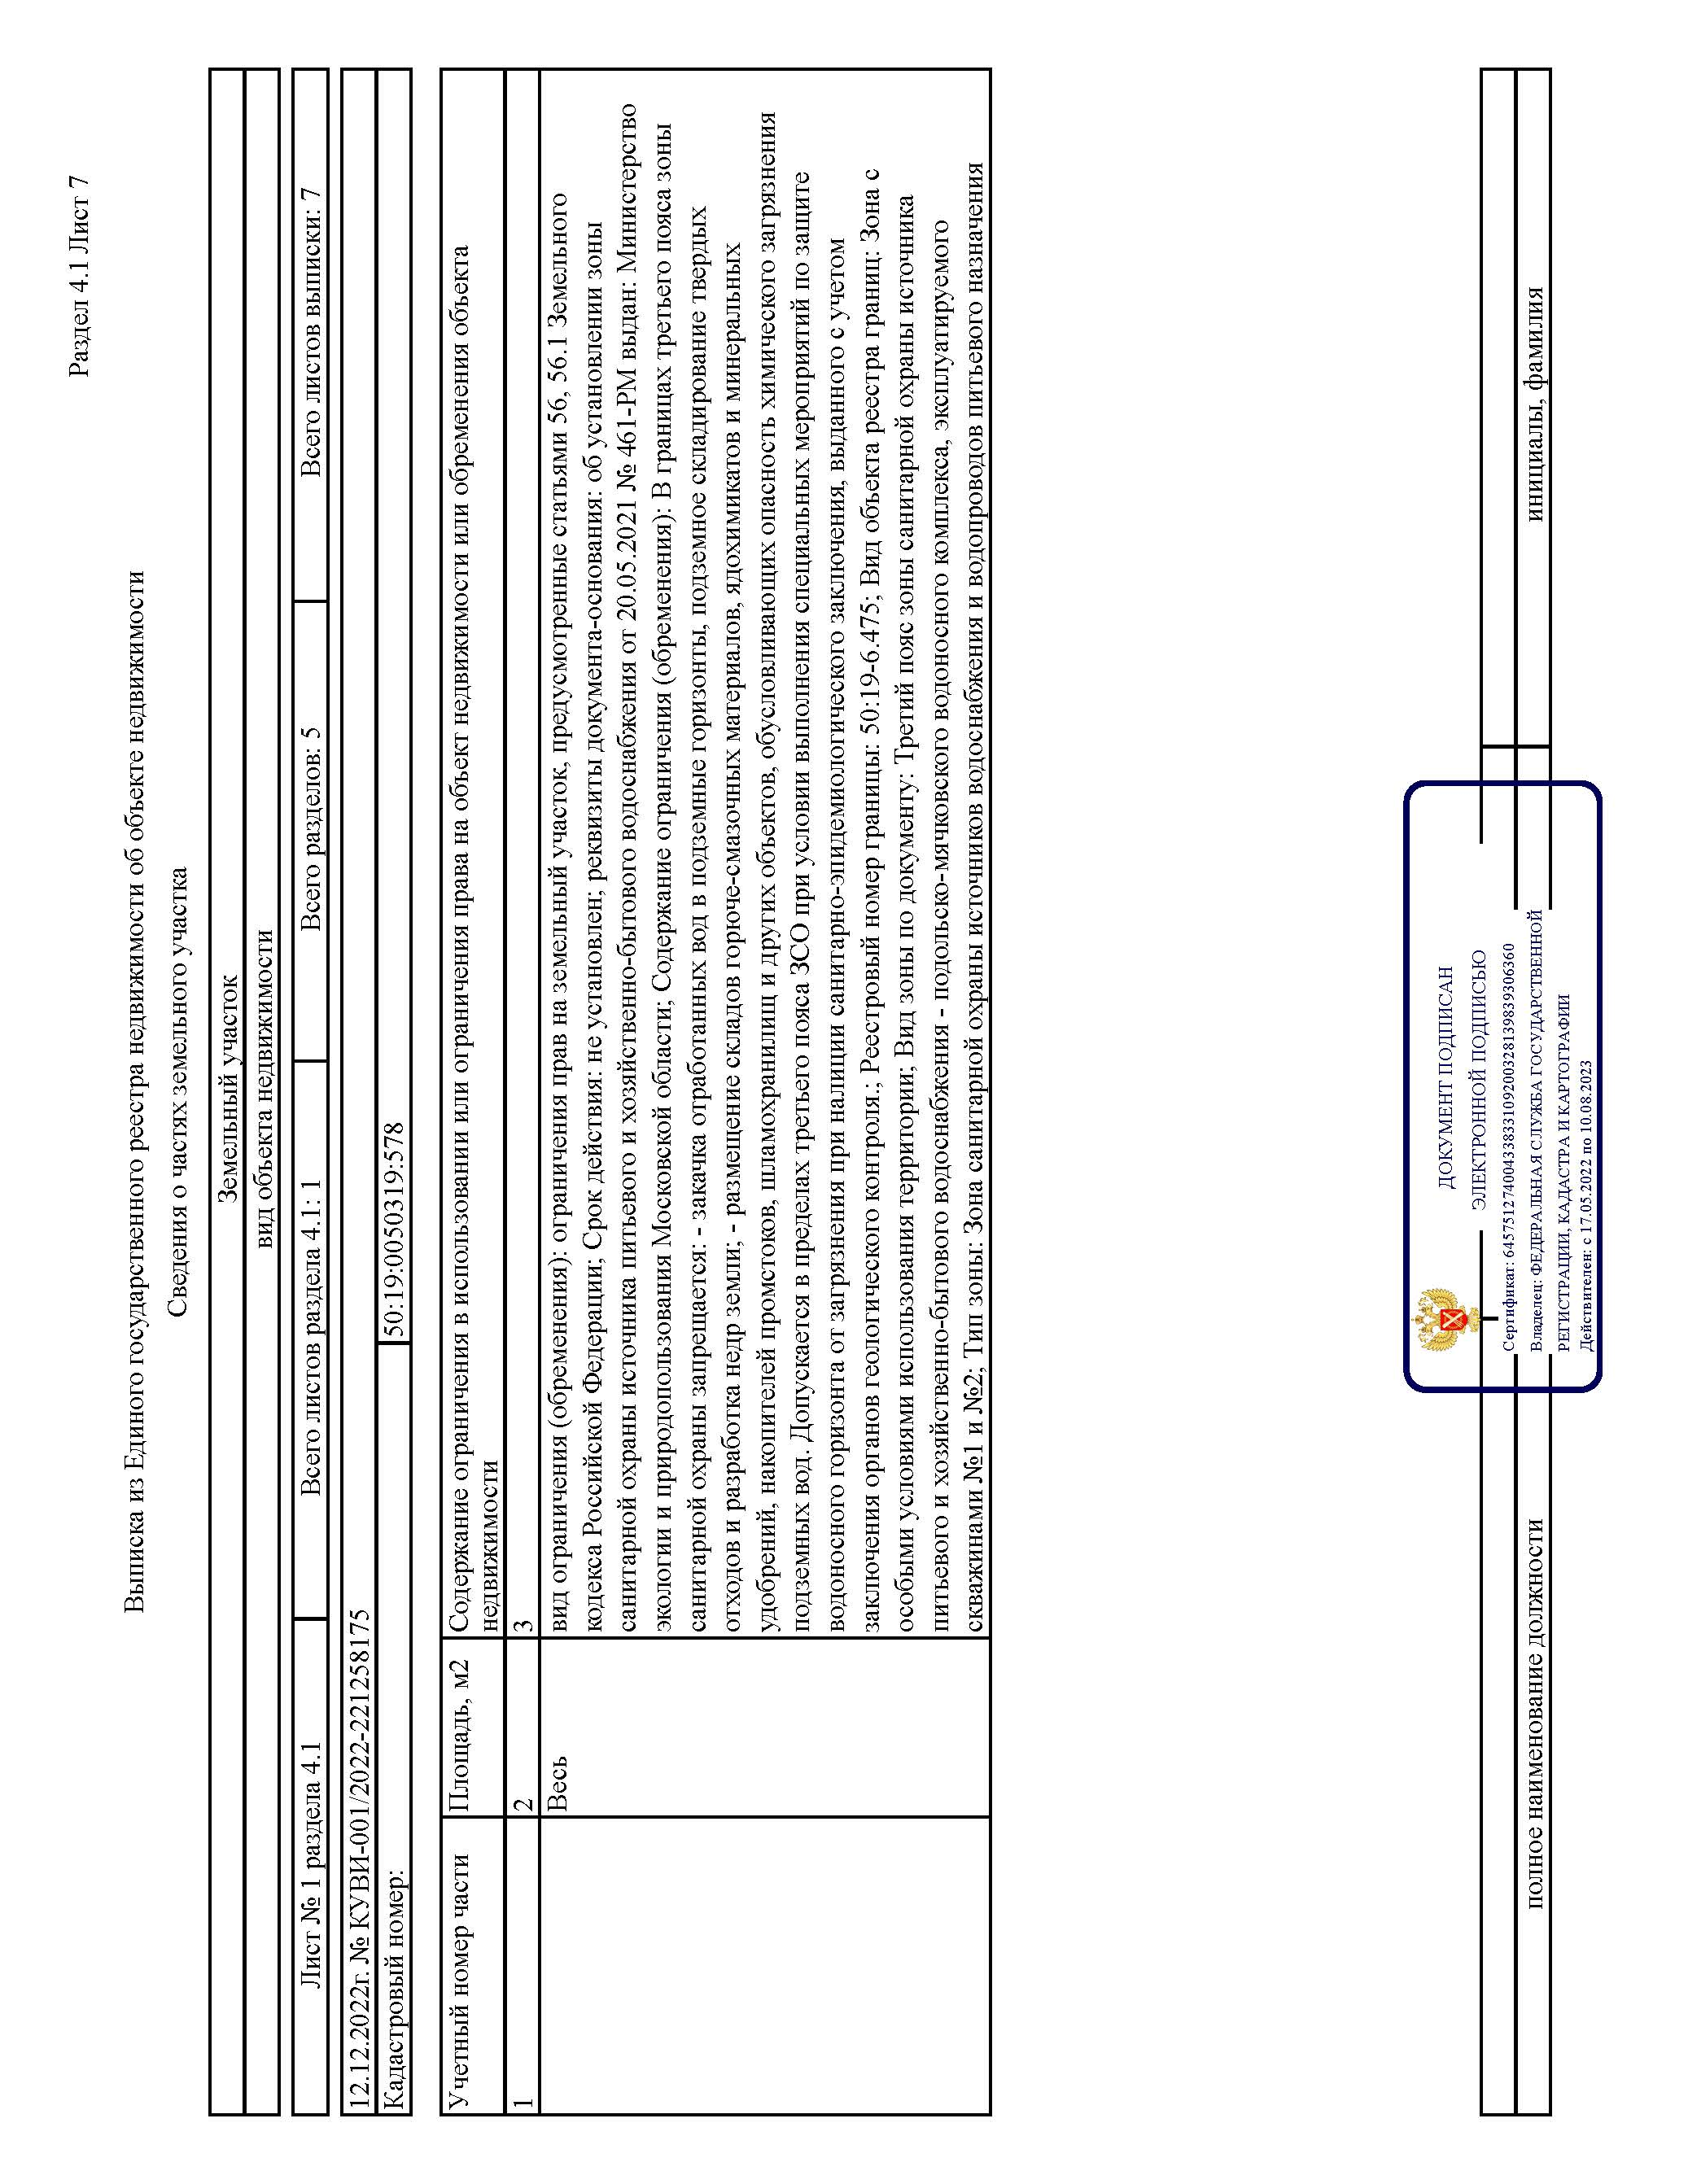 Раздел 4.1 Лист 7
Выписка из Единого государственного реестра недвижимости об объекте недвижимости
Сведения о частях земельного участка
Земельный участок
вид объекта недвижимости
Лист № 1 раздела 4.1
Всего листов раздела 4.1: 1
Всего разделов: 5
Всего листов выписки: 7
12.12.2022г. № КУВИ-001/2022-221258175
Кадастровый номер:
50:19:0050319:578
Учетный номер части
Площадь, м2
Содержание ограничения в использовании или ограничения права на объект недвижимости или обременения объекта
недвижимости
1
2
3
Весь
вид ограничения (обременения): ограничения прав на земельный участок, предусмотренные статьями 56, 56.1 Земельного
кодекса Российской Федерации; Срок действия: не установлен; реквизиты документа-основания: об установлении зоны
санитарной охраны источника питьевого и хозяйственно-бытового водоснабжения от 20.05.2021 № 461-РМ выдан: Министерство
экологии и природопользования Московской области; Содержание ограничения (обременения): В границах третьего пояса зоны
санитарной охраны запрещается: - закачка отработанных вод в подземные горизонты, подземное складирование твердых
отходов и разработка недр земли; - размещение складов горюче-смазочных материалов, ядохимикатов и минеральных
удобрений, накопителей промстоков, шламохранилищ и других объектов, обусловливающих опасность химического загрязнения
подземных вод. Допускается в пределах третьего пояса ЗСО при условии выполнения специальных мероприятий по защите
водоносного горизонта от загрязнения при наличии санитарно-эпидемиологического заключения, выданного с учетом
заключения органов геологического контроля.; Реестровый номер границы: 50:19-6.475; Вид объекта реестра границ: Зона с
особыми условиями использования территории; Вид зоны по документу: Третий пояс зоны санитарной охраны источника
питьевого и хозяйственно-бытового водоснабжения - подольско-мячковского водоносного комплекса, эксплуатируемого
скважинами №1 и №2; Тип зоны: Зона санитарной охраны источников водоснабжения и водопроводов питьевого назначения
ДОКУМЕНТ ПОДПИСАН
ЭЛЕКТРОННОЙ ПОДПИСЬЮ
Сертификат: 64575127400433833109200328139839306360
Владелец: ФЕДЕРАЛЬНАЯ СЛУЖБА ГОСУДАРСТВЕННОЙ
РЕГИСТРАЦИИ, КАДАСТРА И КАРТОГРАФИИ
Действителен: с 17.05.2022 по 10.08.2023
полное наименование должности
инициалы, фамилия